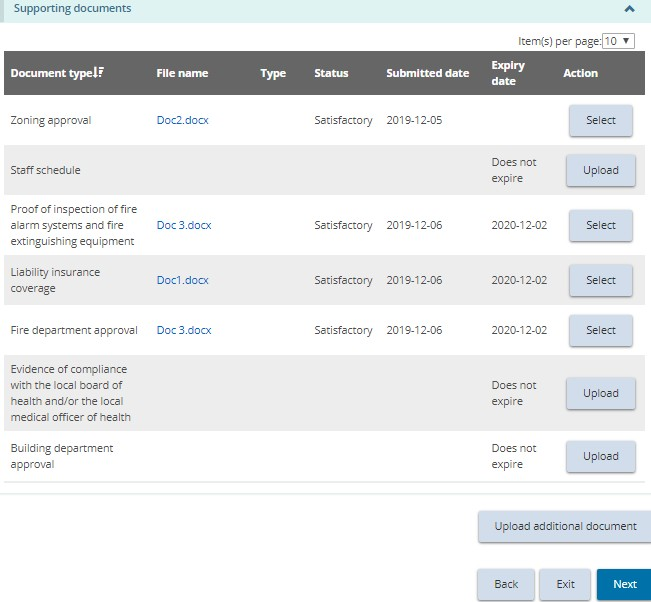 Supporting documents
Item(s) per page: 10
Document type File name Type Status Submitted date Expiry date Action
Zoning approval Doc2.docx Satisfactory 2019-12-05 Select
Staff schedule Does not expire Upload
Proof of inspection of fire alarm systems and fire extinguishing equipment Doc 3.docx Satisfactory 2019-12-06 2020-12-02 Select
Liability insurance coverage Doc1.docx Satisfactory 2019-12-06 2020-12-02 Select
Fire department approval Doc 3.docx Satisfactory 2019-12-06 2020-12-02 Select
Evidence of compliance with the local board of health and/or the local medical officer of health Does not expire Upload
Building department approval Does not expire Upload
Upload additional document
Back Exit Next